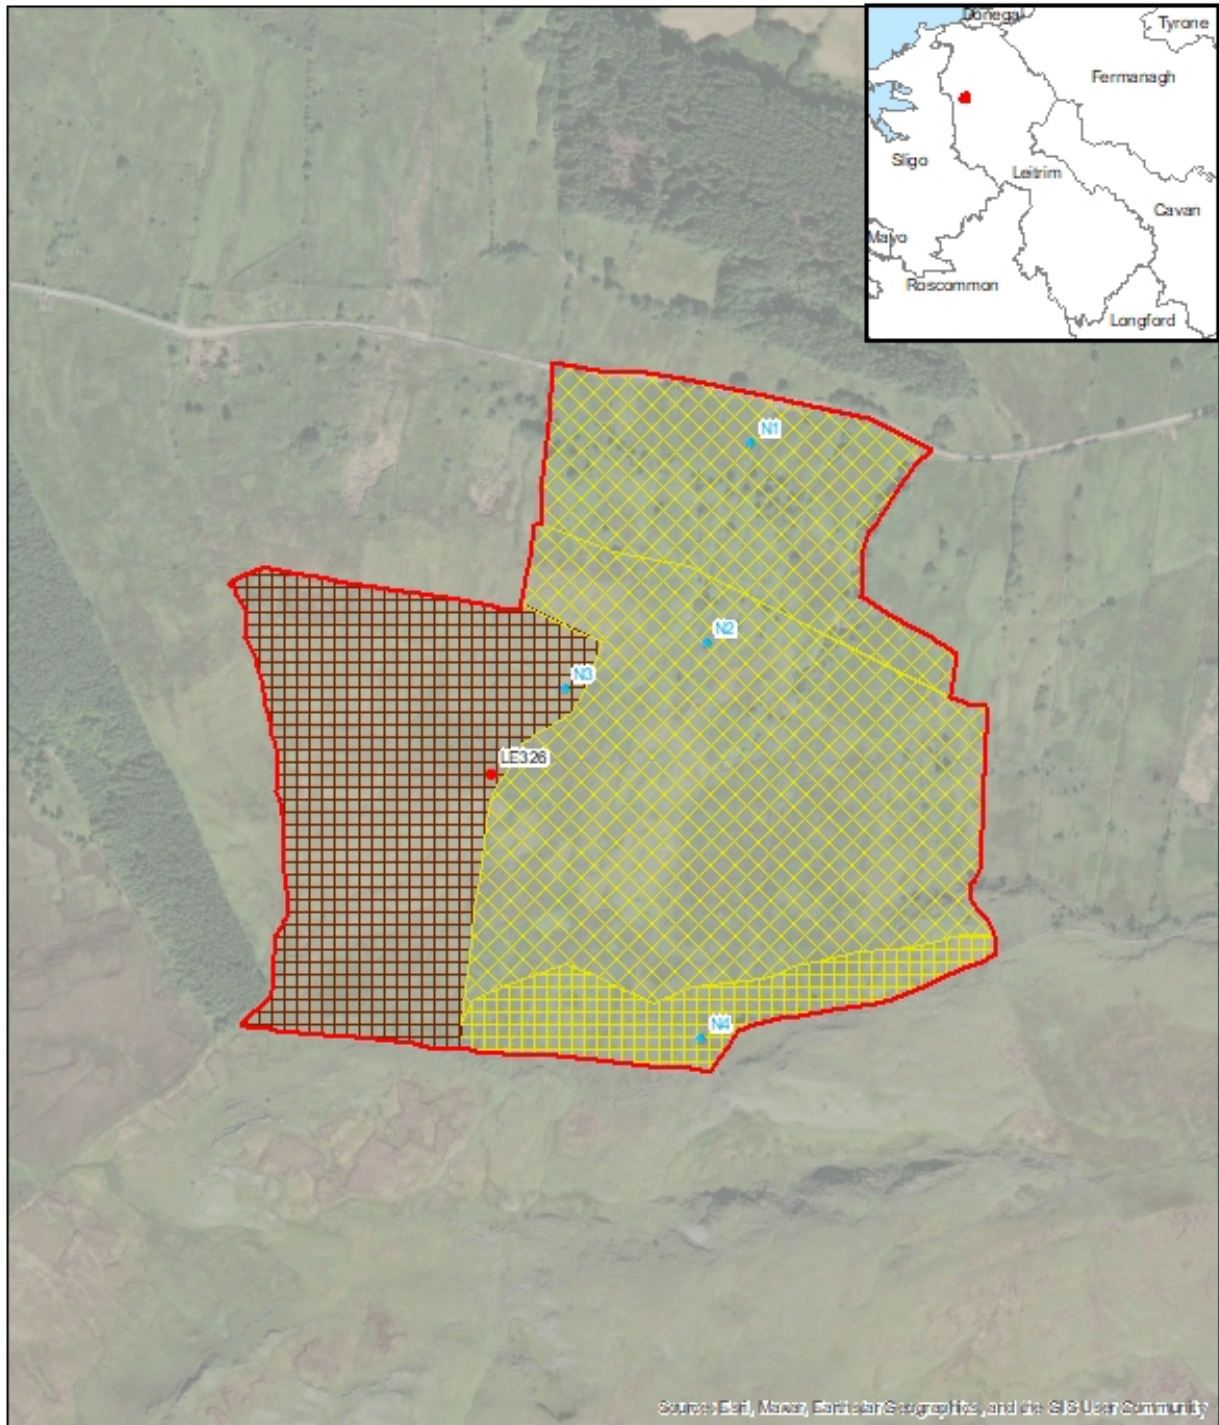 Donegal
Tyrone
Fermanagh
Sligo
Leitrim
Cavan
Mayo
Roscommon
Longford
N1
N2
N3
LE326
N4
Source: Esri, Maxar, Earthstar Geographics, and the GIS User Community